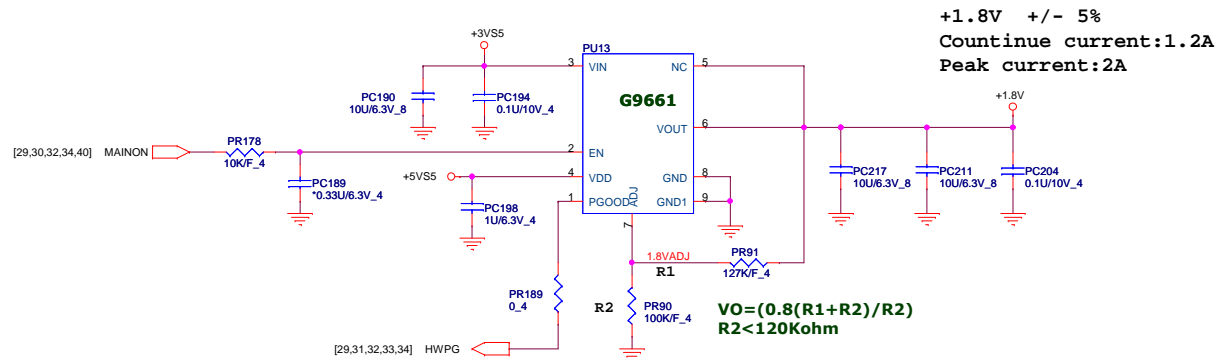 +1.8V +/- 5%
Countinue current:1.2A
Peak current:2A
+3VS5
PU13
3 VIN
NC 5
PC190
10U/6.3V_8
PC194
0.1U/10V_4
G9661
+1.8V
VOUT 6
PR178
10K/F_4
[29,30,32,34,40] MAINON
2 EN
PC189
*0.33U/6.3V_4
+5VS5
4 VDD
GND 8
PC217
10U/6.3V_8
PC211
10U/6.3V_8
PC204
0.1U/10V_4
PC198
1U/6.3V_4
1 PGOOD
ADJ
GND1 9
7
1.8VADJ
R1
PR91
127K/F_4
PR189
0_4
R2
PR90
100K/F_4
VO=(0.8(R1+R2)/R2)
R2<120Kohm
[29,31,32,33,34] HWPG